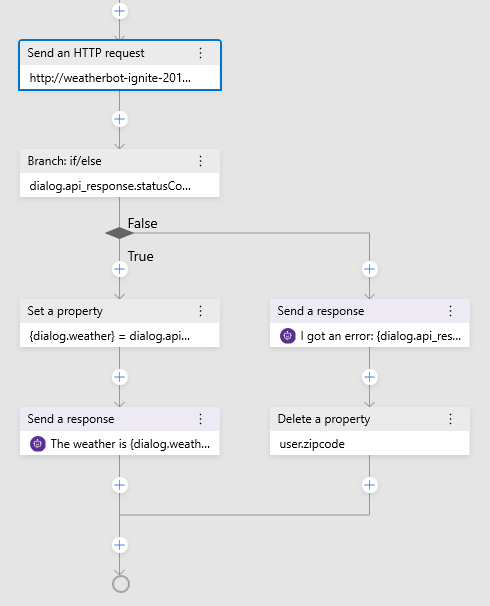 Send an HTTP request
http://weatherbot-ignite-201...
Branch: if/else
dialog.api_response.statusCo...
False
True
Set a property
{dialog.weather} = dialog.api...
Send a response
I got an error: {dialog.api_res...
Send a response
The weather is {dialog.weath...
Delete a property
user.zipcode